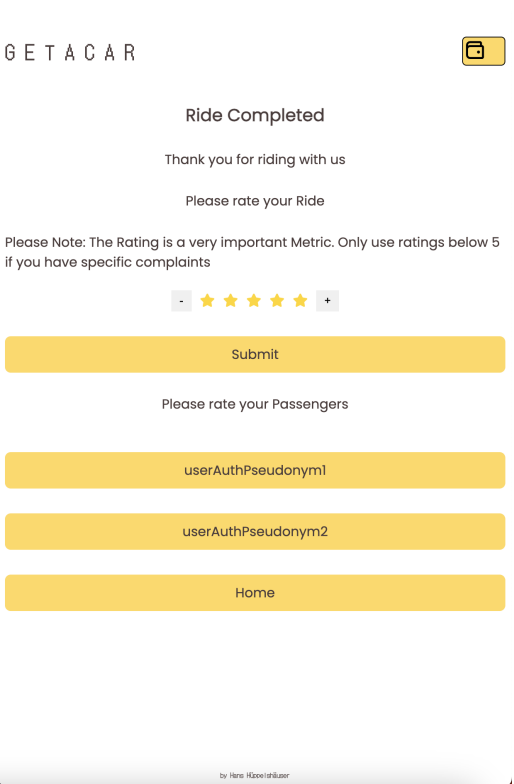 GETACAR
Ride Completed
Thank you for riding with us
Please rate your Ride
Please Note: The Rating is a very important Metric. Only use ratings below 5
if you have specific complaints
- +
Submit
Please rate your Passengers
userAuthPseudonym1
userAuthPseudonym2
Home
by Hans Hüppelshäuser